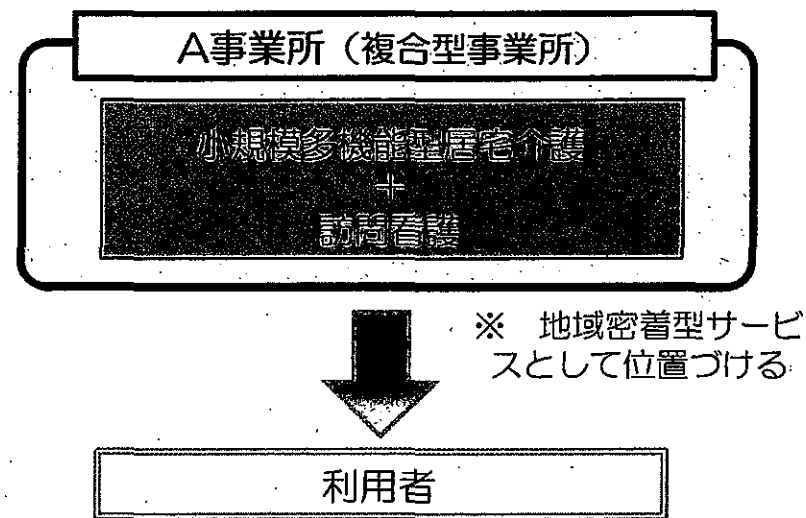 A事業所（複合型事業所）
小規模多機能型居宅介護
＋
訪問看護
※　地域密着型サービ
スとして位置づける
利用者